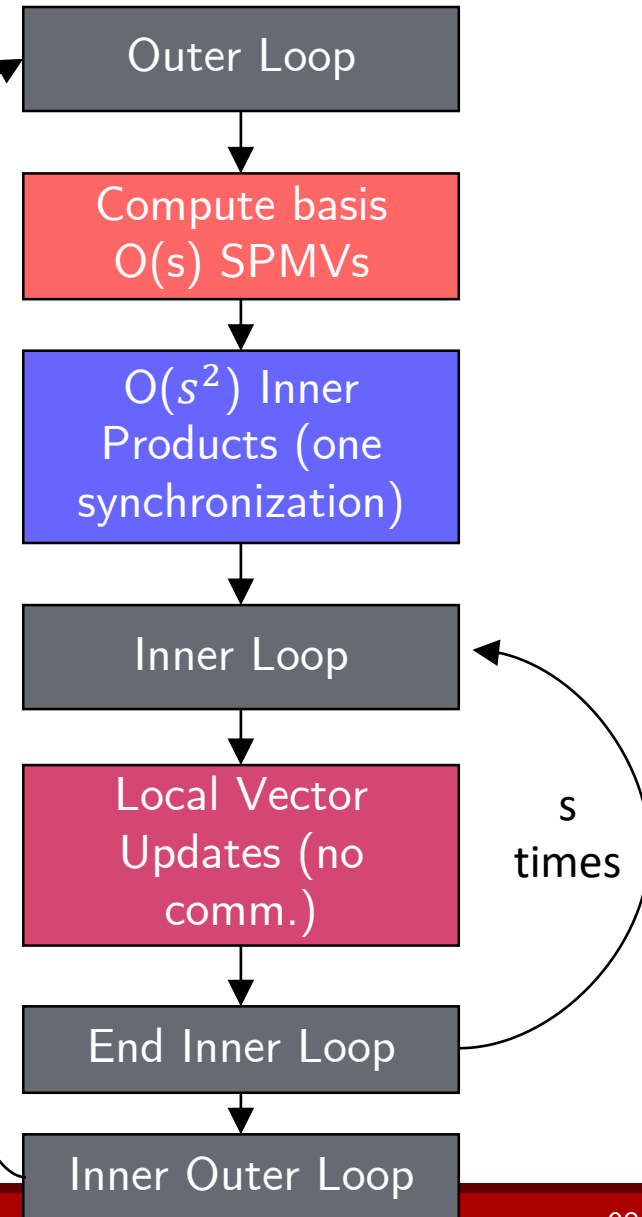 Outer Loop
Compute basis
O(s) SPMVs
O(s²) Inner
Products (one
synchronization)
Inner Loop
Local Vector
Updates (no
comm.)
s
times
End Inner Loop
Inner Outer Loop